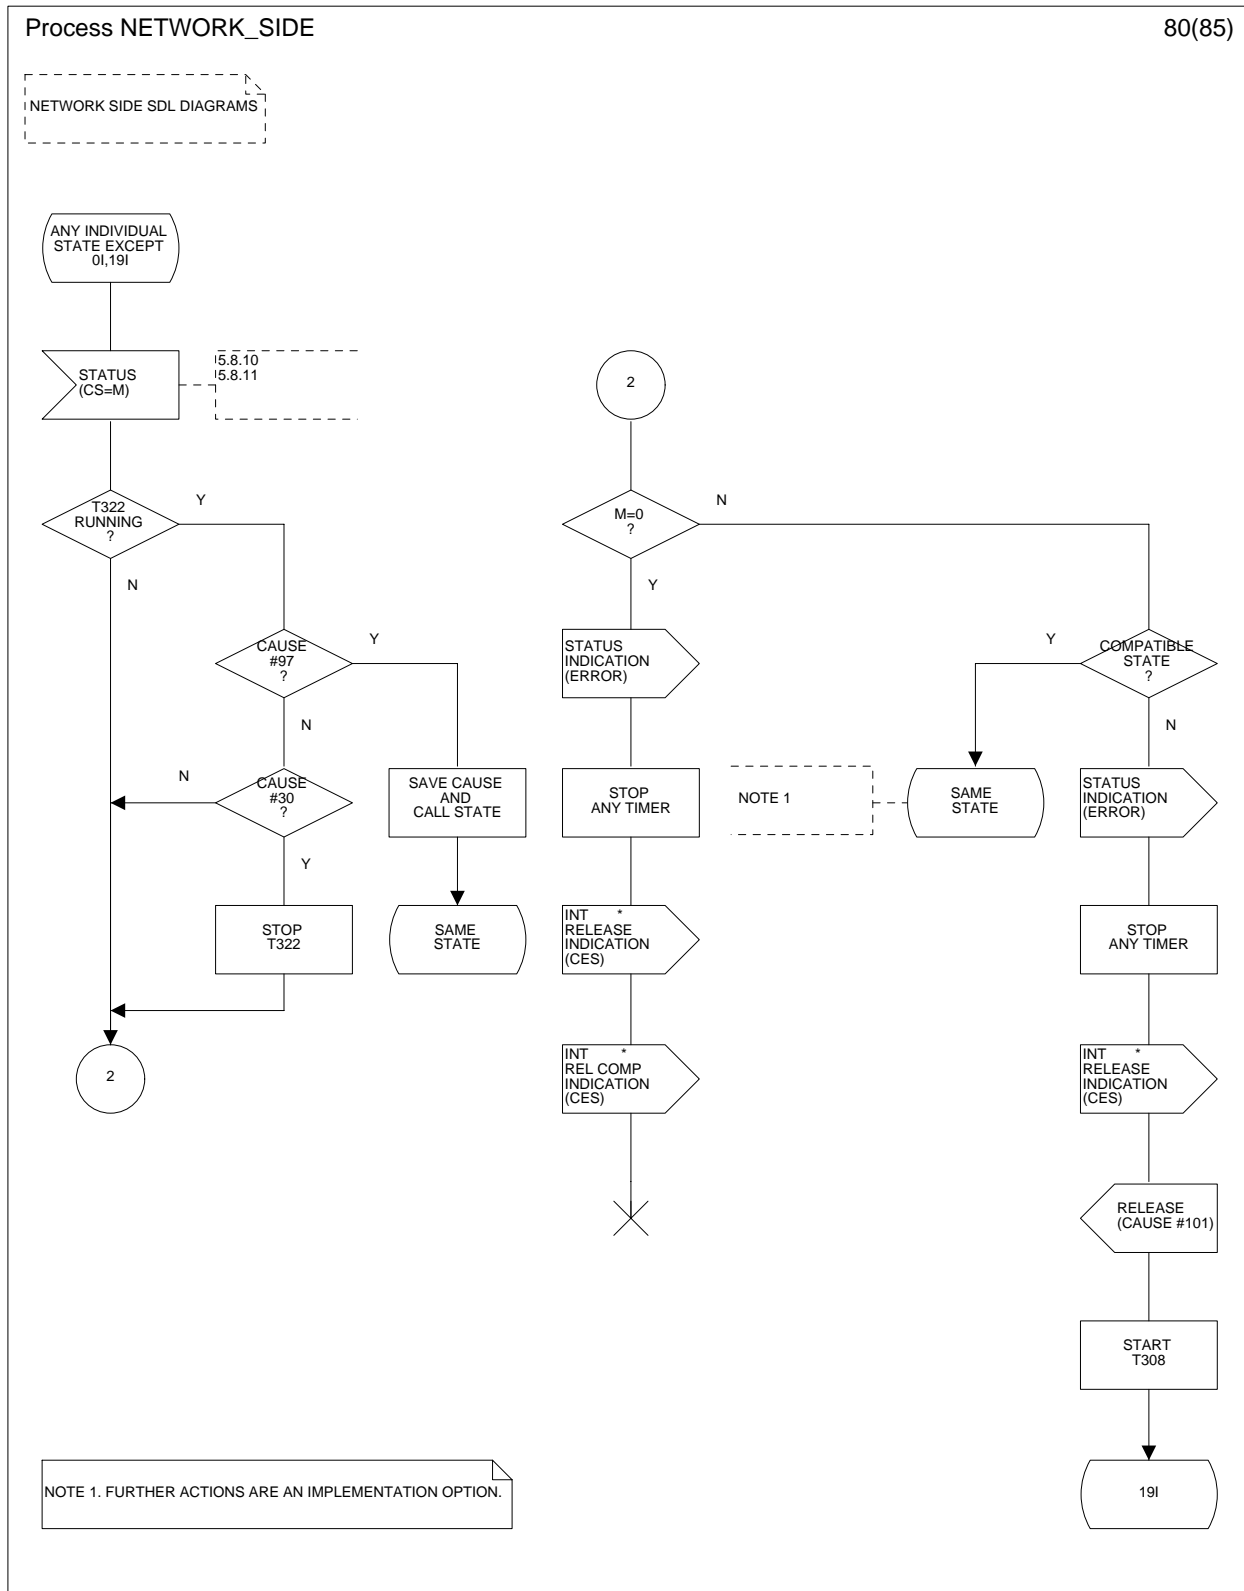 Process NETWORK_SIDE
80(85)
NETWORK SIDE SDL DIAGRAMS
ANY INDIVIDUAL
STATE EXCEPT
0I,19I
STATUS
(CS=M)
5.8.10
5.8.11
T322
RUNNING
?
Y
N
CAUSE
#97
?
Y
N
CAUSE
#30
?
N
Y
SAVE CAUSE
AND
CALL STATE
STOP
T322
SAME
STATE
2
2
M=0
?
N
Y
STATUS
INDICATION
(ERROR)
STOP
ANY TIMER
INT *
RELEASE
INDICATION
(CES)
INT *
REL COMP
INDICATION
(CES)
COMPATIBLE
STATE
?
Y
N
NOTE 1
SAME
STATE
STATUS
INDICATION
(ERROR)
STOP
ANY TIMER
INT *
RELEASE
INDICATION
(CES)
RELEASE
(CAUSE #101)
START
T308
19I
NOTE 1. FURTHER ACTIONS ARE AN IMPLEMENTATION OPTION.